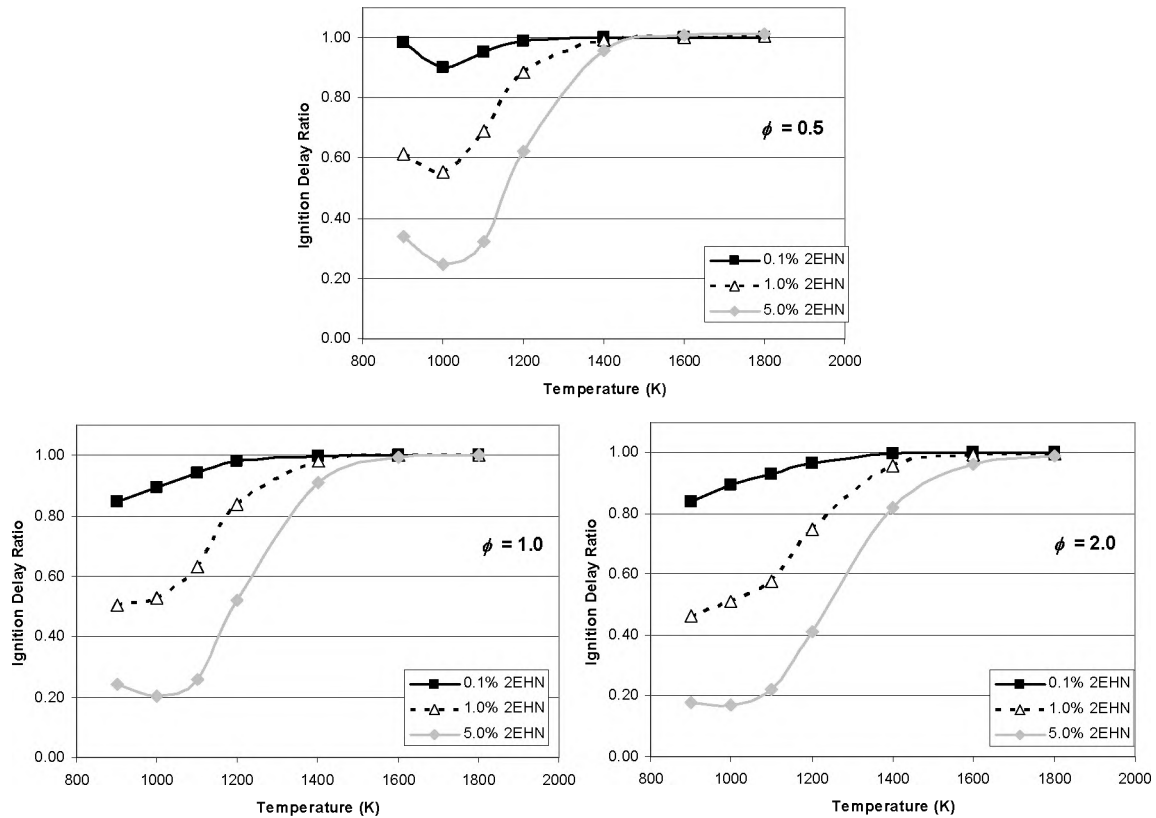 1.00
0.80
0.60
0.40
0.20
0.00
Ignition Delay Ratio
ϕ = 0.5
0.1% 2EHN
1.0% 2EHN
5.0% 2EHN
800 1000 1200 1400 1600 1800 2000
Temperature (K)
1.00
0.80
0.60
0.40
0.20
0.00
Ignition Delay Ratio
ϕ = 1.0
0.1% 2EHN
1.0% 2EHN
5.0% 2EHN
800 1000 1200 1400 1600 1800 2000
Temperature (K)
1.00
0.80
0.60
0.40
0.20
0.00
Ignition Delay Ratio
ϕ = 2.0
0.1% 2EHN
1.0% 2EHN
5.0% 2EHN
800 1000 1200 1400 1600 1800 2000
Temperature (K)